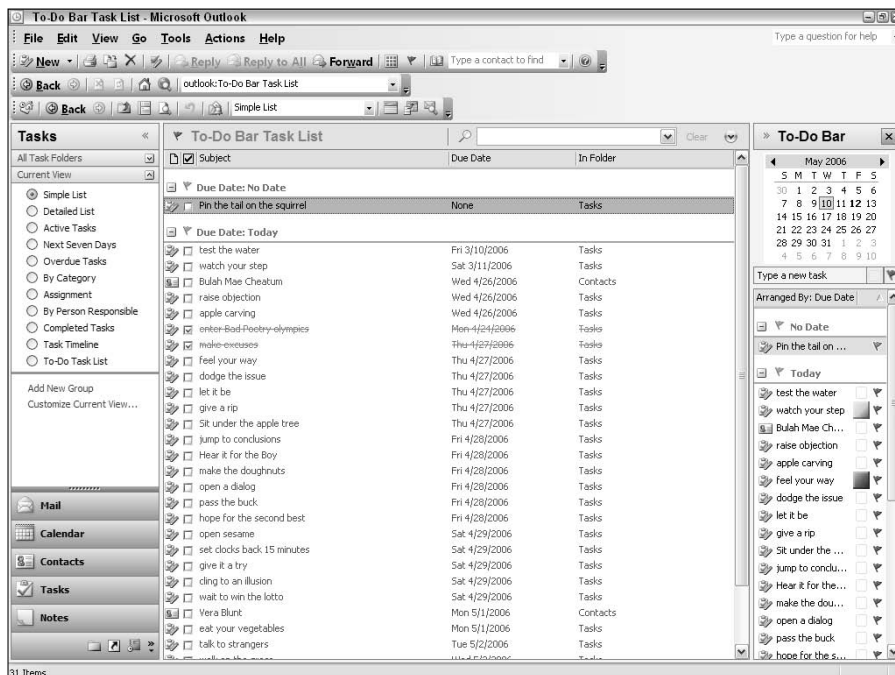 To-Do Bar Task List - Microsoft Outlook
File Edit View Go Tools Actions Help Type a question for help
New Reply Reply to All Forward Type a contact to find
Back outlook:To-Do Bar Task List
Back Simple List
Tasks «
All Task Folders
Current View
Simple List
Detailed List
Active Tasks
Next Seven Days
Overdue Tasks
By Category
Assignment
By Person Responsible
Completed Tasks
Task Timeline
To-Do Task List
Add New Group
Customize Current View...
Mail
Calendar
Contacts
Tasks
Notes
»
To-Do Bar Task List Clear
Subject Due Date In Folder
Due Date: No Date
Pin the tail on the squirrel None Tasks
Due Date: Today
test the water Fri 3/10/2006 Tasks
watch your step Sat 3/11/2006 Tasks
Bulah Mae Cheatum Wed 4/26/2006 Contacts
raise objection Wed 4/26/2006 Tasks
apple carving Wed 4/26/2006 Tasks
enter Bad Poetry olympics Mon 4/24/2006 Tasks
make excuses Thu 4/27/2006 Tasks
feel your way Thu 4/27/2006 Tasks
dodge the issue Thu 4/27/2006 Tasks
let it be Thu 4/27/2006 Tasks
give a rip Thu 4/27/2006 Tasks
Sit under the apple tree Thu 4/27/2006 Tasks
jump to conclusions Fri 4/28/2006 Tasks
Hear it for the Boy Fri 4/28/2006 Tasks
make the doughnuts Fri 4/28/2006 Tasks
open a dialog Fri 4/28/2006 Tasks
pass the buck Fri 4/28/2006 Tasks
hope for the second best Fri 4/28/2006 Tasks
open sesame Sat 4/29/2006 Tasks
set clocks back 15 minutes Sat 4/29/2006 Tasks
give it a try Sat 4/29/2006 Tasks
cling to an illusion Sat 4/29/2006 Tasks
wait to win the lotto Sat 4/29/2006 Tasks
Vera Blunt Mon 5/1/2006 Contacts
eat your vegetables Mon 5/1/2006 Tasks
talk to strangers Tue 5/2/2006 Tasks
» To-Do Bar
May 2006
S M T W T F S
30 1 2 3 4 5 6
7 8 9 10 11 12 13
14 15 16 17 18 19 20
21 22 23 24 25 26 27
28 29 30 31 1 2 3
4 5 6 7 8 9 10
Type a new task
Arranged By: Due Date
No Date
Pin the tail on ...
Today
test the water
watch your step
Bulah Mae Ch...
raise objection
apple carving
feel your way
dodge the issue
let it be
give a rip
Sit under the ...
jump to conclu...
Hear it for the...
make the dou...
open a dialog
pass the buck
hope for the s...
31 Items